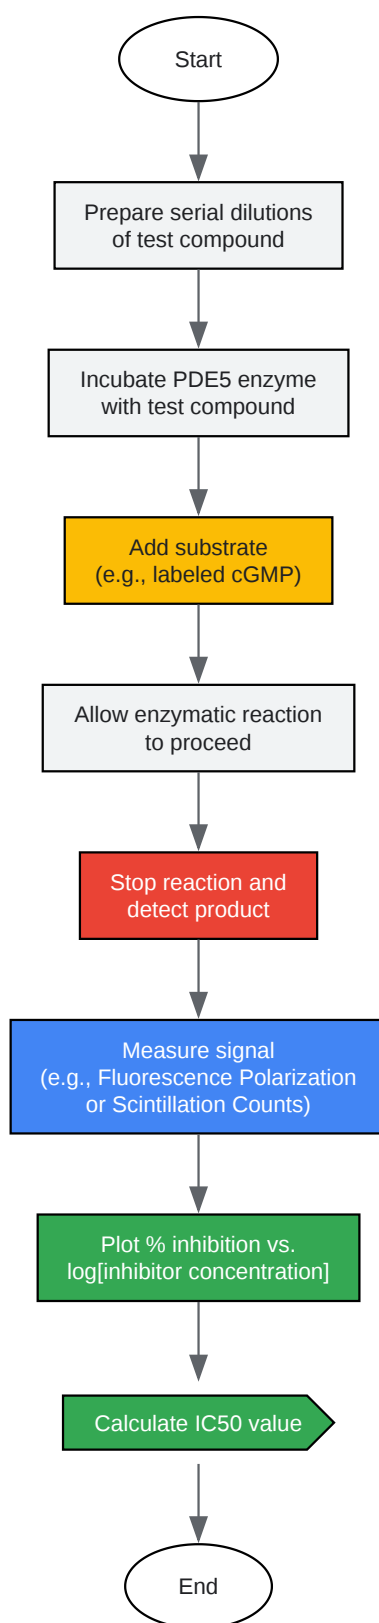 Start
Prepare serial dilutions
of test compound
Incubate PDE5 enzyme
with test compound
Add substrate
(e.g., labeled cGMP)
Allow enzymatic reaction
to proceed
Stop reaction and
detect product
Measure signal
(e.g., Fluorescence Polarization
or Scintillation Counts)
Plot % inhibition vs.
log[inhibitor concentration]
Calculate IC50 value
End